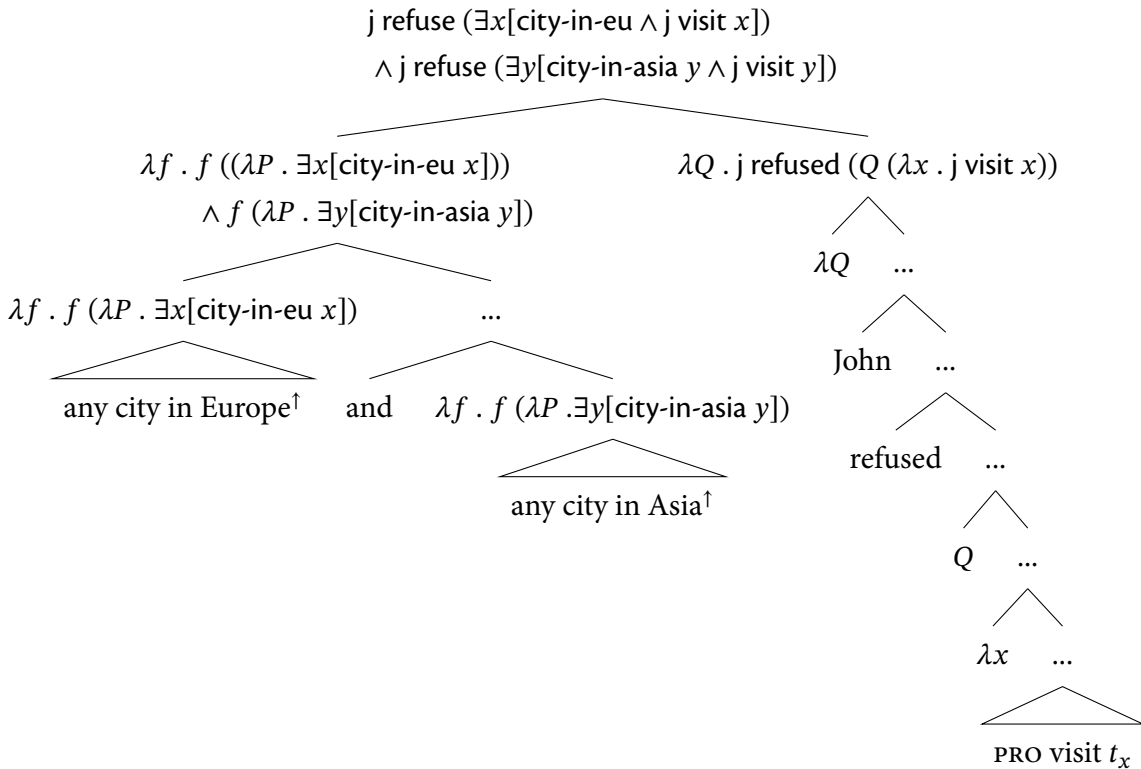 j refuse (∃x[city-in-eu ∧ j visit x])
∧ j refuse (∃y[city-in-asia y ∧ j visit y])
λf . f ((λP . ∃x[city-in-eu x]))
∧ f (λP . ∃y[city-in-asia y])
λQ . j refused (Q (λx . j visit x))
λQ ...
λf . f (λP . ∃x[city-in-eu x]) ...
John ...
any city in Europe↑ and λf . f (λP .∃y[city-in-asia y])
refused ...
any city in Asia↑
Q ...
λx ...
PRO visit tx